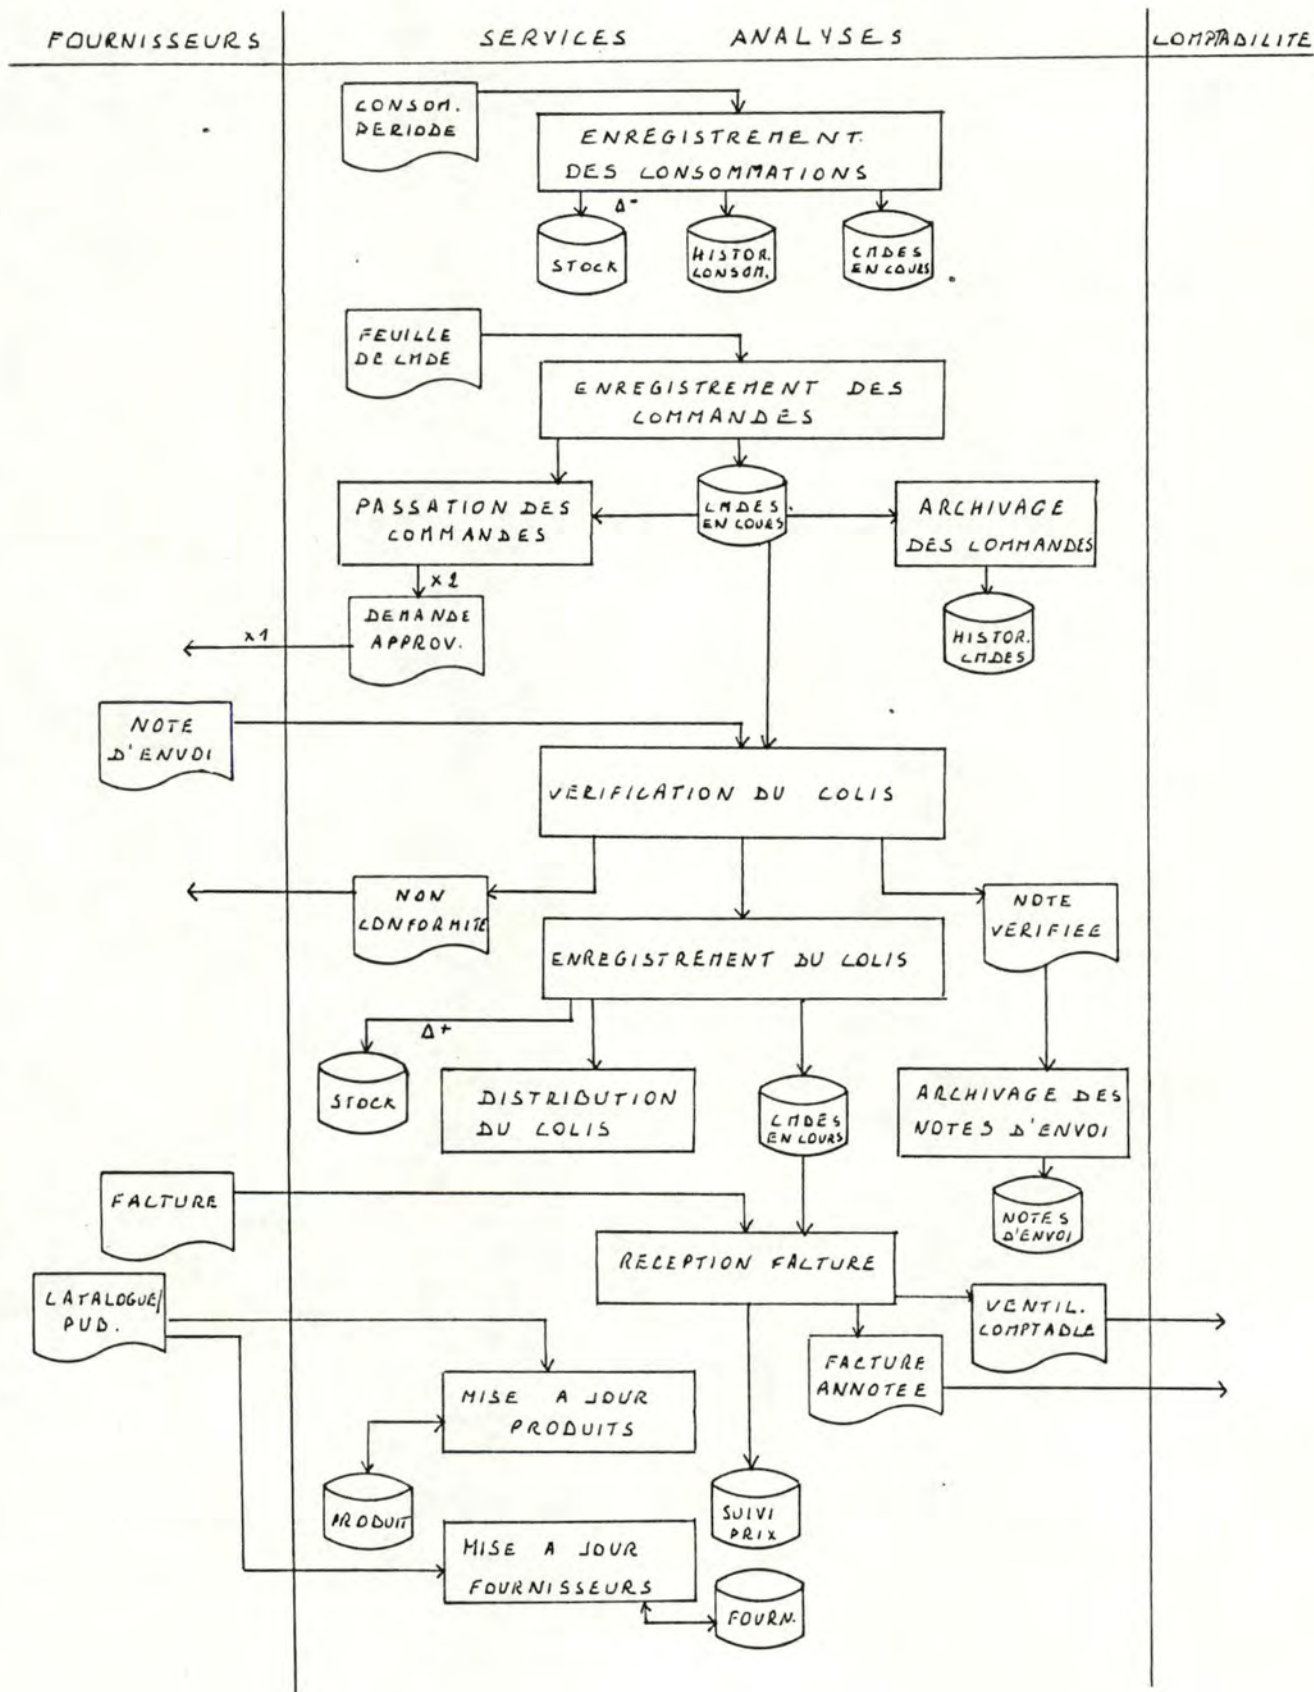 FOURNISSEURS
SERVICES ANALYSES
COMPTABILITE
CONSOM.
PERIODE
ENREGISTREMENT.
DES CONSOMMATIONS
Δ-
STOCK
HISTOR.
CONSOM.
CMDES
EN COURS
FEUILLE
DE CMDE
ENREGISTREMENT DES
COMMANDES
PASSATION DES
COMMANDES
CMDES
EN COURS
ARCHIVAGE
DES COMMANDES
x2
DEMANDE
APPROV.
x1
HISTOR.
CMDES
NOTE
D'ENVOI
VERIFICATION DU COLIS
NON
CONFORMITE
NOTE
VERIFIEE
ENREGISTREMENT DU COLIS
Δ+
STOCK
DISTRIBUTION
DU COLIS
CMDES
EN COURS
ARCHIVAGE DES
NOTES D'ENVOI
FACTURE
NOTES
D'ENVOI
RECEPTION FACTURE
CATALOGUE/
PUB.
VENTIL.
COMPTABLE
FACTURE
ANNOTEE
MISE A JOUR
PRODUITS
PRODUIT
SUIVI
PRIX
MISE A JOUR
FOURNISSEURS
FOURN.